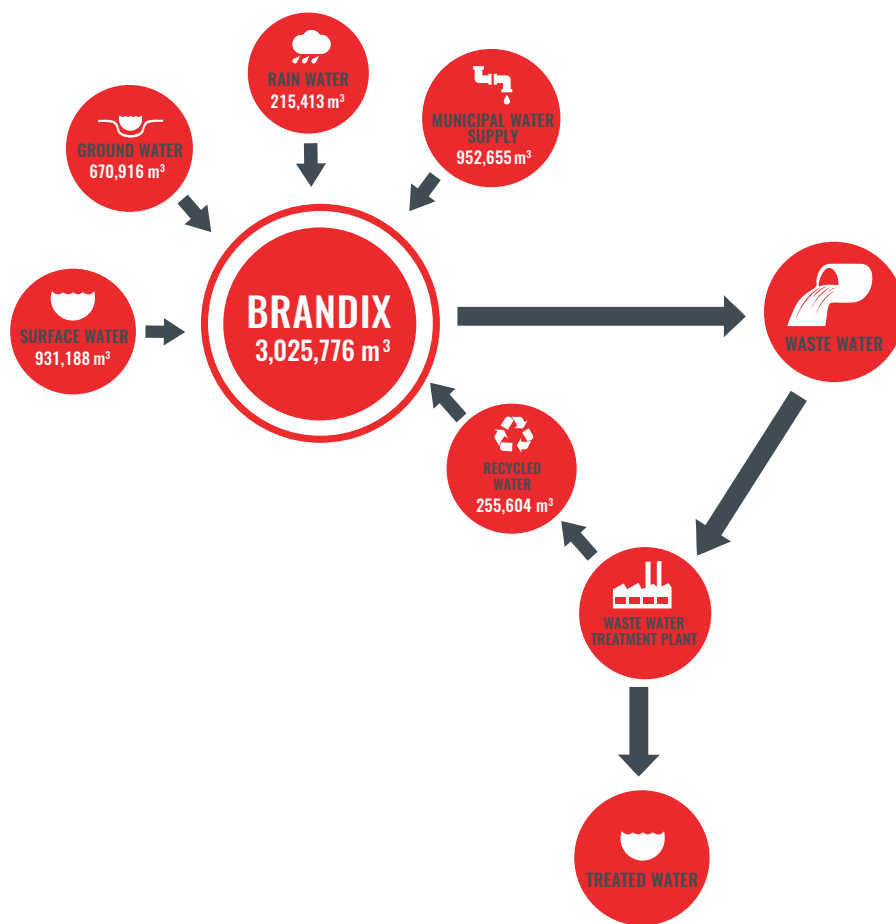 RAIN WATER
215,413 m³
MUNICIPAL WATER
SUPPLY
952,655 m³
GROUND WATER
670,916 m³
SURFACE WATER
931,188 m³
BRANDIX
3,025,776 m³
WASTE WATER
RECYCLED
WATER
255,604 m³
WASTE WATER
TREATMENT PLANT
TREATED WATER